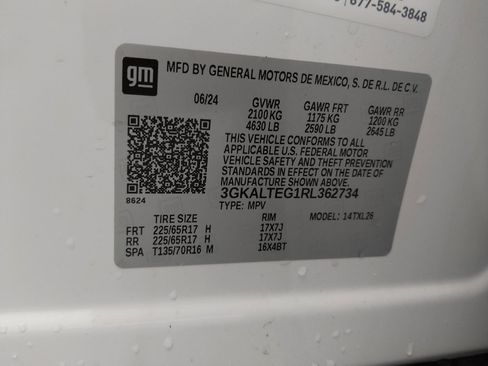 877-584-3848
gm
MFD BY GENERAL MOTORS DE MEXICO, S. DE R.L. DE C.V.
06/24 GVWR GAWR FRT GAWR RR
2100 KG 1175 KG 1200 KG
4630 LB 2590 LB 2645 LB
THIS VEHICLE CONFORMS TO ALL
APPLICABLE U.S. FEDERAL MOTOR
VEHICLE SAFETY AND THEFT PREVENTION
STANDARDS IN EFFECT ON THE DATE OF
MANUFACTURE SHOWN ABOVE.
3GKALTEG1RL362734
8624 TYPE: MPV MODEL: 14TXL26
TIRE SIZE RIM
FRT 225/65R17 H 17X7J
RR 225/65R17 H 17X7J
SPA T135/70R16 M 16X4BT